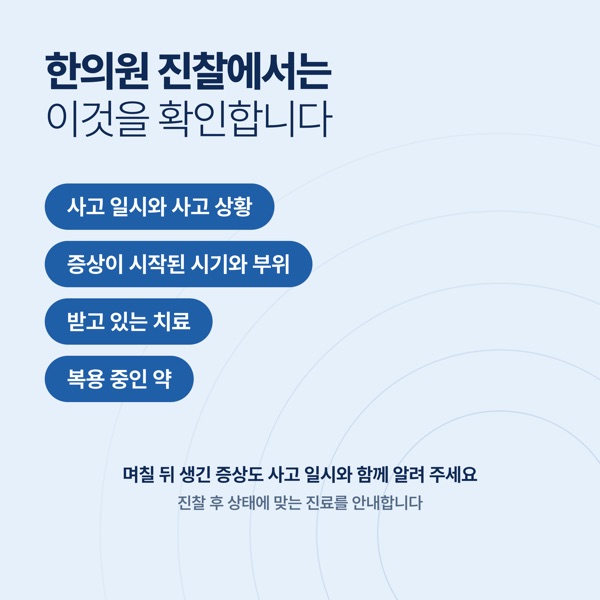 한의원 진찰에서는
이것을 확인합니다
사고 일시와 사고 상황
증상이 시작된 시기와 부위
받고 있는 치료
복용 중인 약
며칠 뒤 생긴 증상도 사고 일시와 함께 알려 주세요
진찰 후 상태에 맞는 진료를 안내합니다